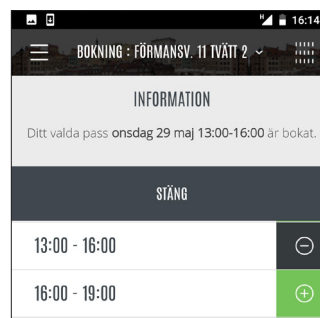 H 16:14
BOKNING : FÖRMANSV. 11 TVÄTT 2
INFORMATION
Ditt valda pass onsdag 29 maj 13:00-16:00 är bokat.
STÄNG
13:00 - 16:00
16:00 - 19:00